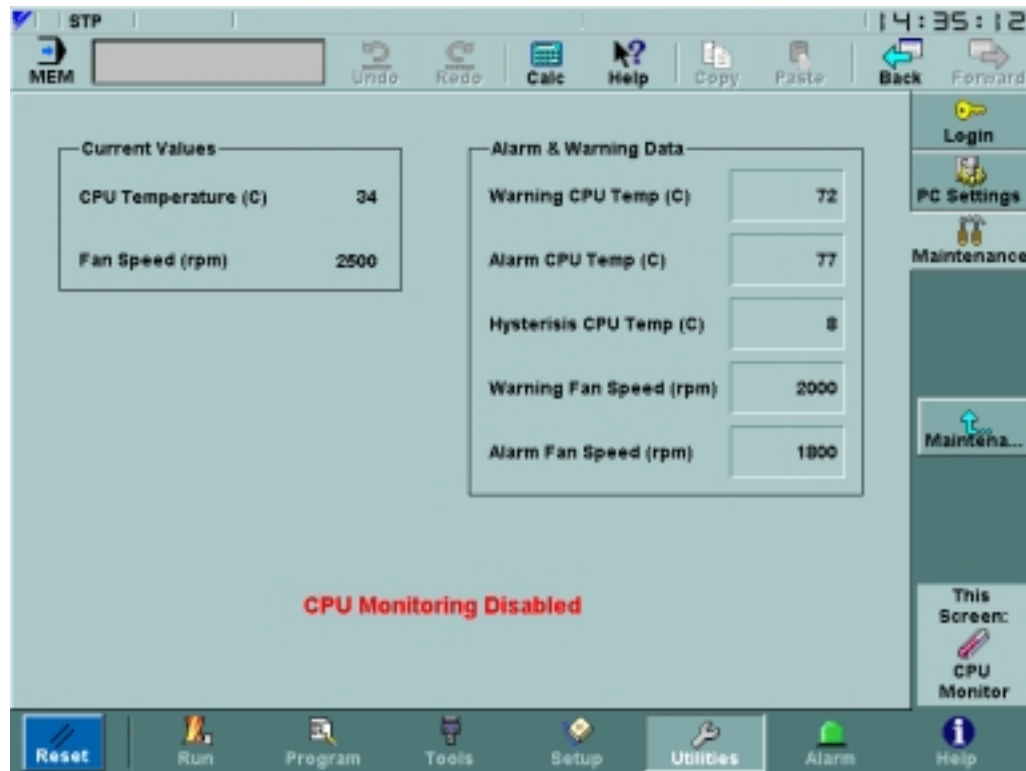 STP
14:35:12
MEM
Undo
Redo
Calc
Help
Copy
Paste
Back
Forward
Login
PC Settings
Maintenance
Current Values
CPU Temperature (C) 34
Fan Speed (rpm) 2500
Alarm & Warning Data
Warning CPU Temp (C) 72
Alarm CPU Temp (C) 77
Hysterisis CPU Temp (C) 8
Warning Fan Speed (rpm) 2000
Alarm Fan Speed (rpm) 1800
Maintena...
CPU Monitoring Disabled
This
Screen:
CPU
Monitor
Reset
Run
Program
Tools
Setup
Utilities
Alarm
Help